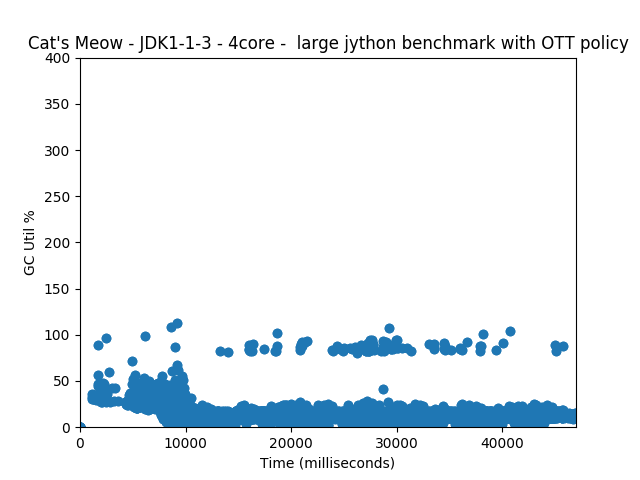 Cat's Meow - JDK1-1-3 - 4core -  large jython benchmark with OTT policy
400
350
300
250
200
150
100
50
0
GC Util %
0 10000 20000 30000 40000
Time (milliseconds)